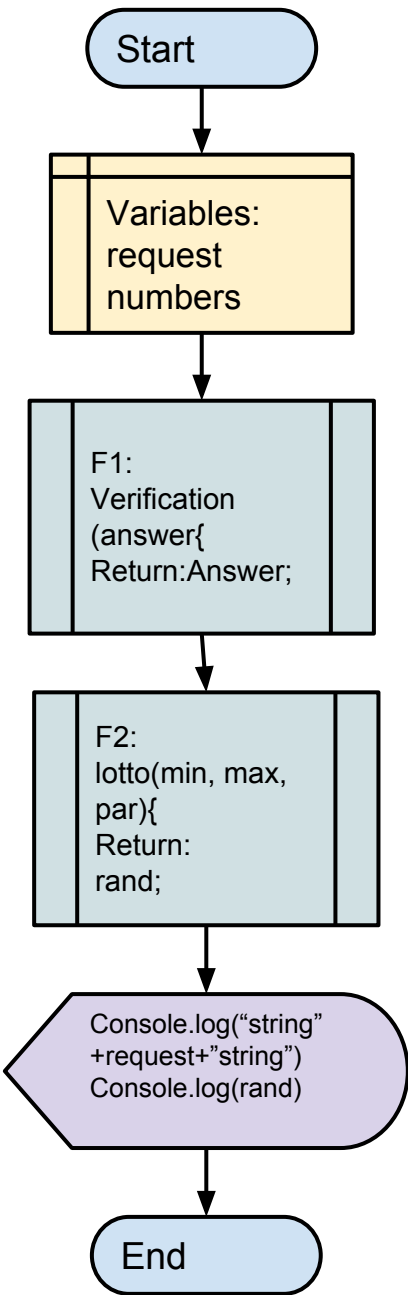 Start
Variables:
request
numbers
F1:
Verification
(answer{
Return:Answer;
F2:
lotto(min, max,
par){
Return:
rand;
Console.log(“string”
+request+”string”)
Console.log(rand)
End